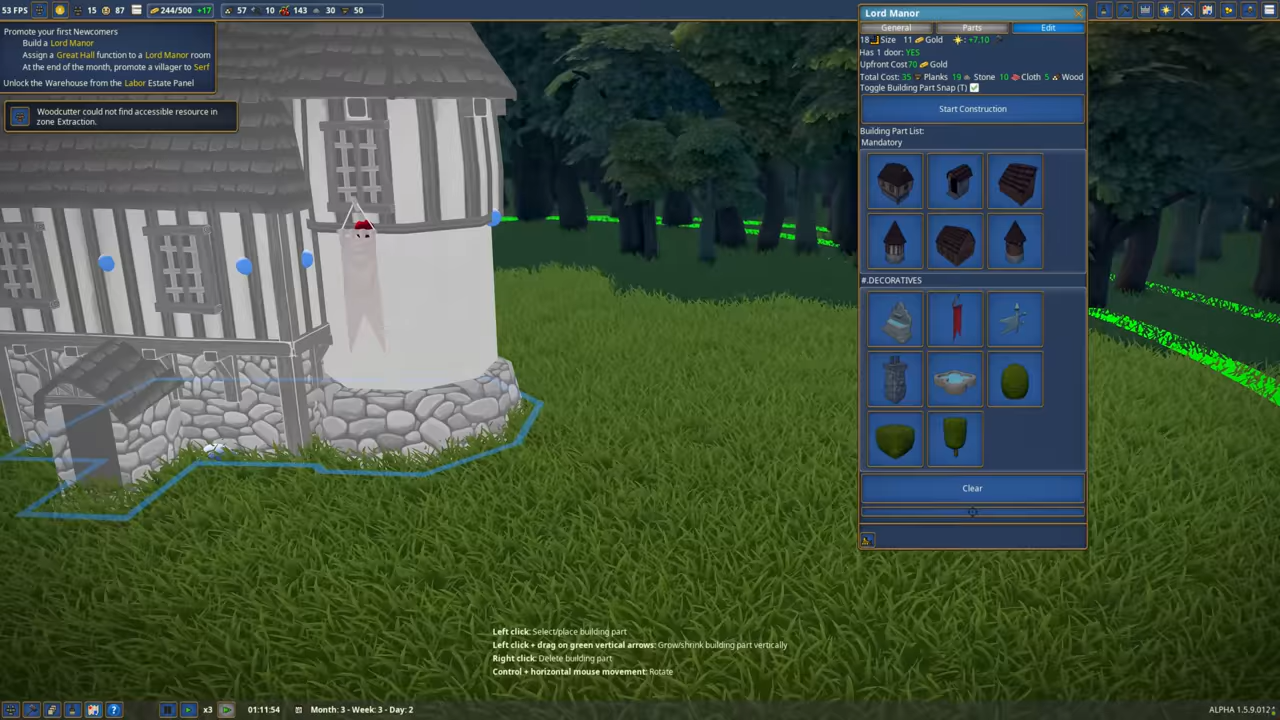 53 FPS 15 87 244/500 +17 57 10 143 30 50
Promote your first Newcomers
Build a Lord Manor
Assign a Great Hall function to a Lord Manor room
At the end of the month, promote a villager to Serf
Unlock the Warehouse from the Labor Estate Panel
Woodcutter could not find accessible resource in
zone Extraction.
Lord Manor
General Parts Edit
18 Size 11 Gold : +7.10
Has 1 door: YES
Upfront Cost 70 Gold
Total Cost: 35 Planks 19 Stone 10 Cloth 5 Wood
Toggle Building Part Snap (T)
Start Construction
Building Part List:
Mandatory
#.DECORATIVES
Clear
Left click: Select/place building part
Left click + drag on green vertical arrows: Grow/shrink building part vertically
Right click: Delete building part
Control + horizontal mouse movement: Rotate
x3 01:11:54 Month: 3 - Week: 3 - Day: 2
ALPHA 1.5.9.012